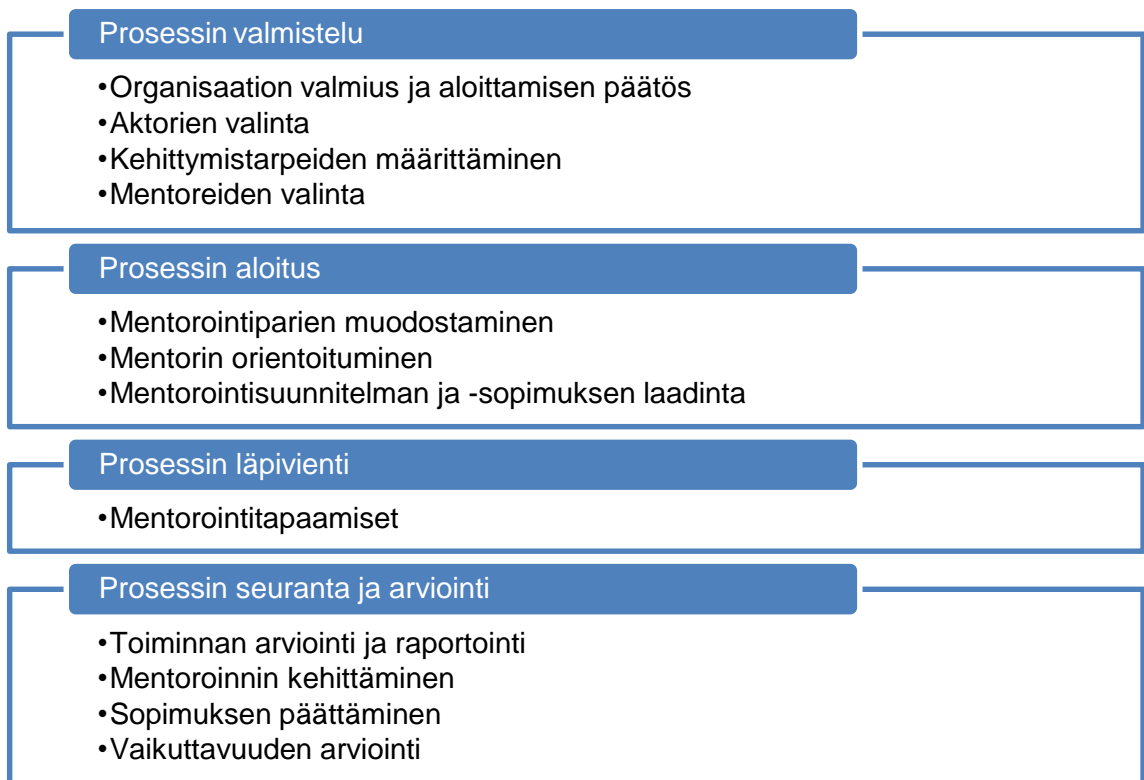 Prosessin valmistelu
•Organisaation valmius ja aloittamisen päätös
•Aktorien valinta
•Kehittymistarpeiden määrittäminen
•Mentoreiden valinta
Prosessin aloitus
•Mentorointiparien muodostaminen
•Mentorin orientoituminen
•Mentorointisuunnitelman ja -sopimuksen laadinta
Prosessin läpivienti
•Mentorointitapaamiset
Prosessin seuranta ja arviointi
•Toiminnan arviointi ja raportointi
•Mentoroinnin kehittäminen
•Sopimuksen päättäminen
•Vaikuttavuuden arviointi